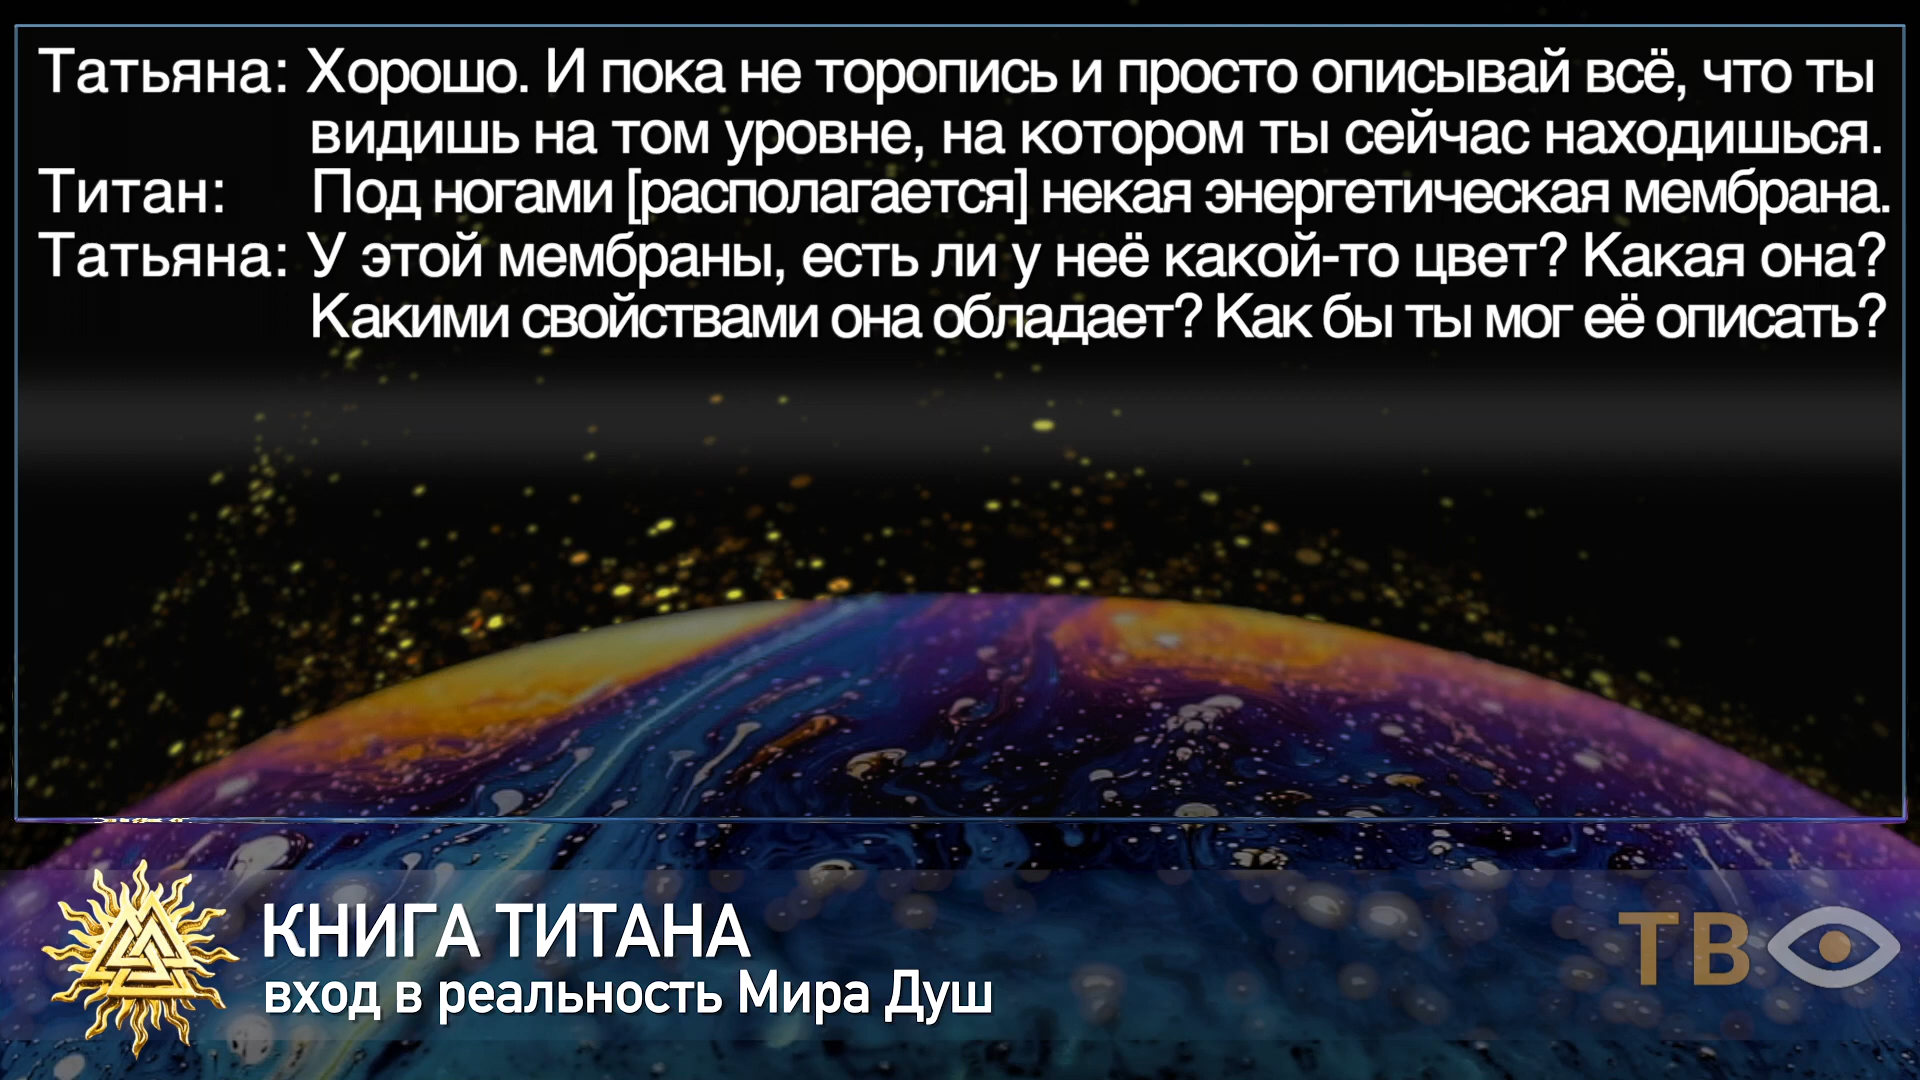 Татьяна: Хорошо. И пока не торопись и просто описывай всё, что ты
видишь на том уровне, на котором ты сейчас находишься.
Титан: Под ногами [располагается] некая энергетическая мембрана.
Татьяна: У этой мембраны, есть ли у неё какой-то цвет? Какая она?
Какими свойствами она обладает? Как бы ты мог её описать?
КНИГА ТИТАНА
вход в реальность Мира Душ
ТВ